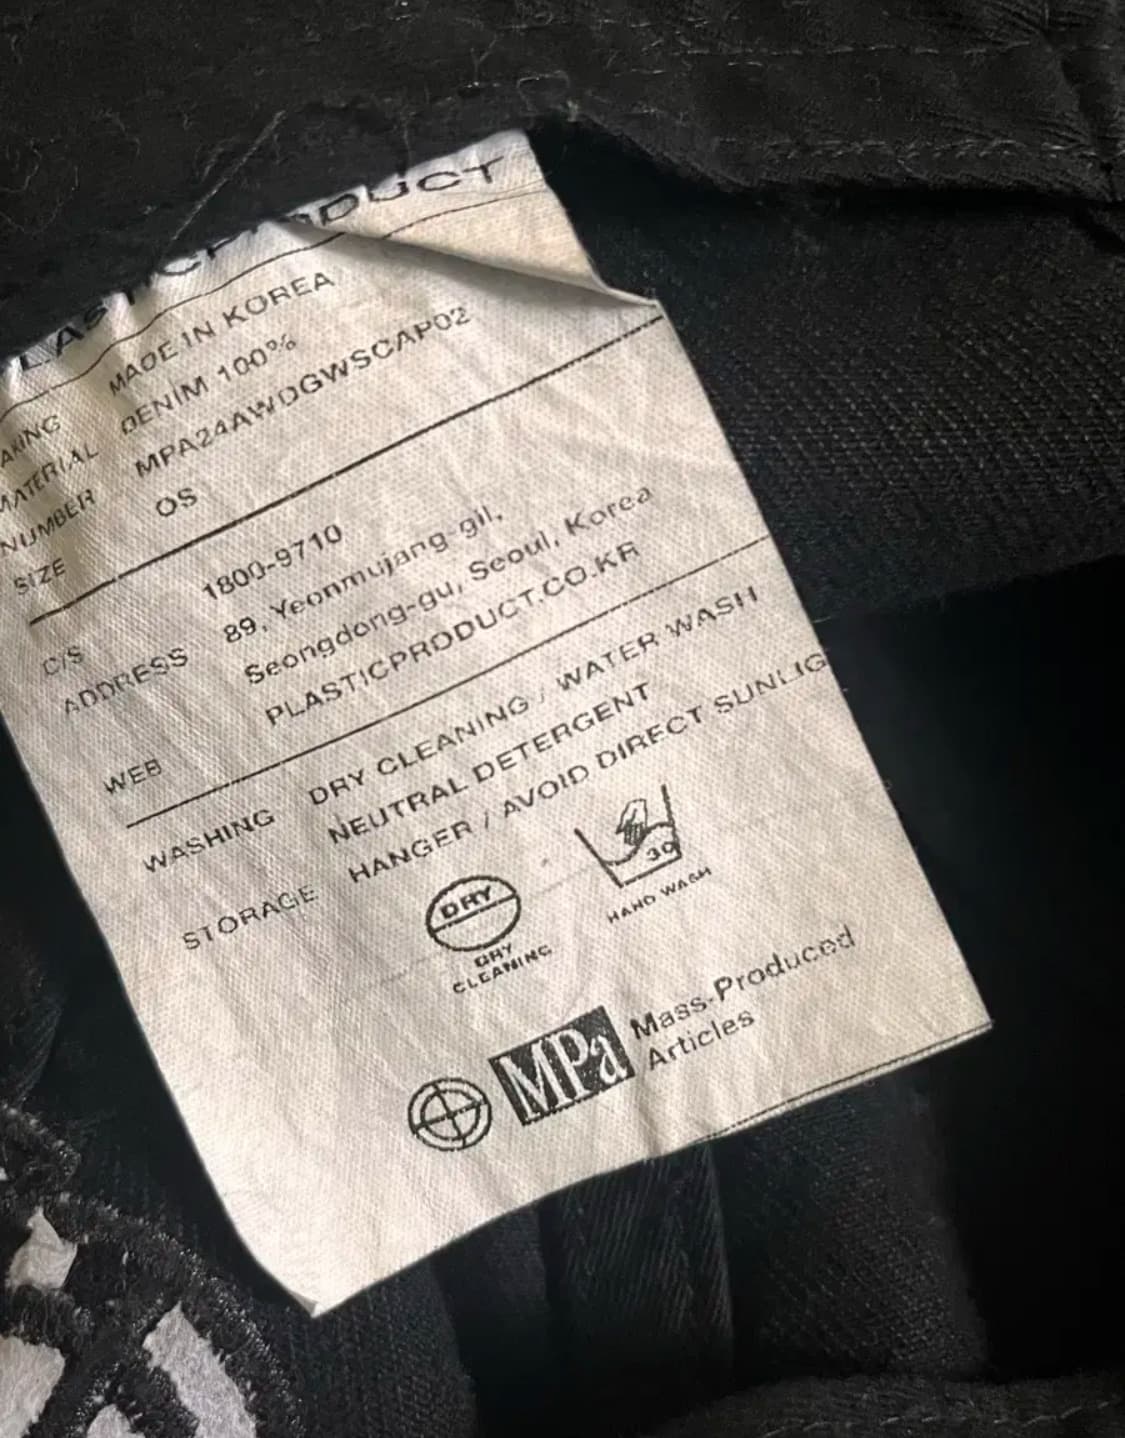 PLASTICPRODUCT
MAKING MADE IN KOREA
MATERIAL DENIM 100%
NUMBER MPA24AWDGWSCAP02
SIZE OS
C/S 1800-9710
ADDRESS 89, Yeonmujang-gil,
Seongdong-gu, Seoul, Korea
WEB PLASTICPRODUCT.CO.KR
WASHING DRY CLEANING / WATER WASH
NEUTRAL DETERGENT
STORAGE HANGER / AVOID DIRECT SUNLIG
DRY
DRY
CLEANING
30
HAND WASH
MPa
Mass-Produced
Articles